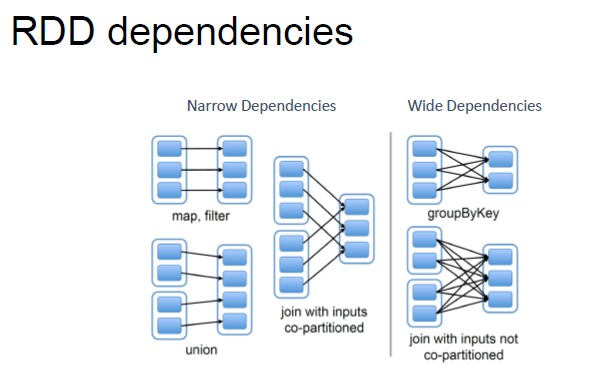 RDD dependencies
Narrow Dependencies
Wide Dependencies
map, filter
union
join with inputs
co-partitioned
groupByKey
join with inputs not
co-partitioned